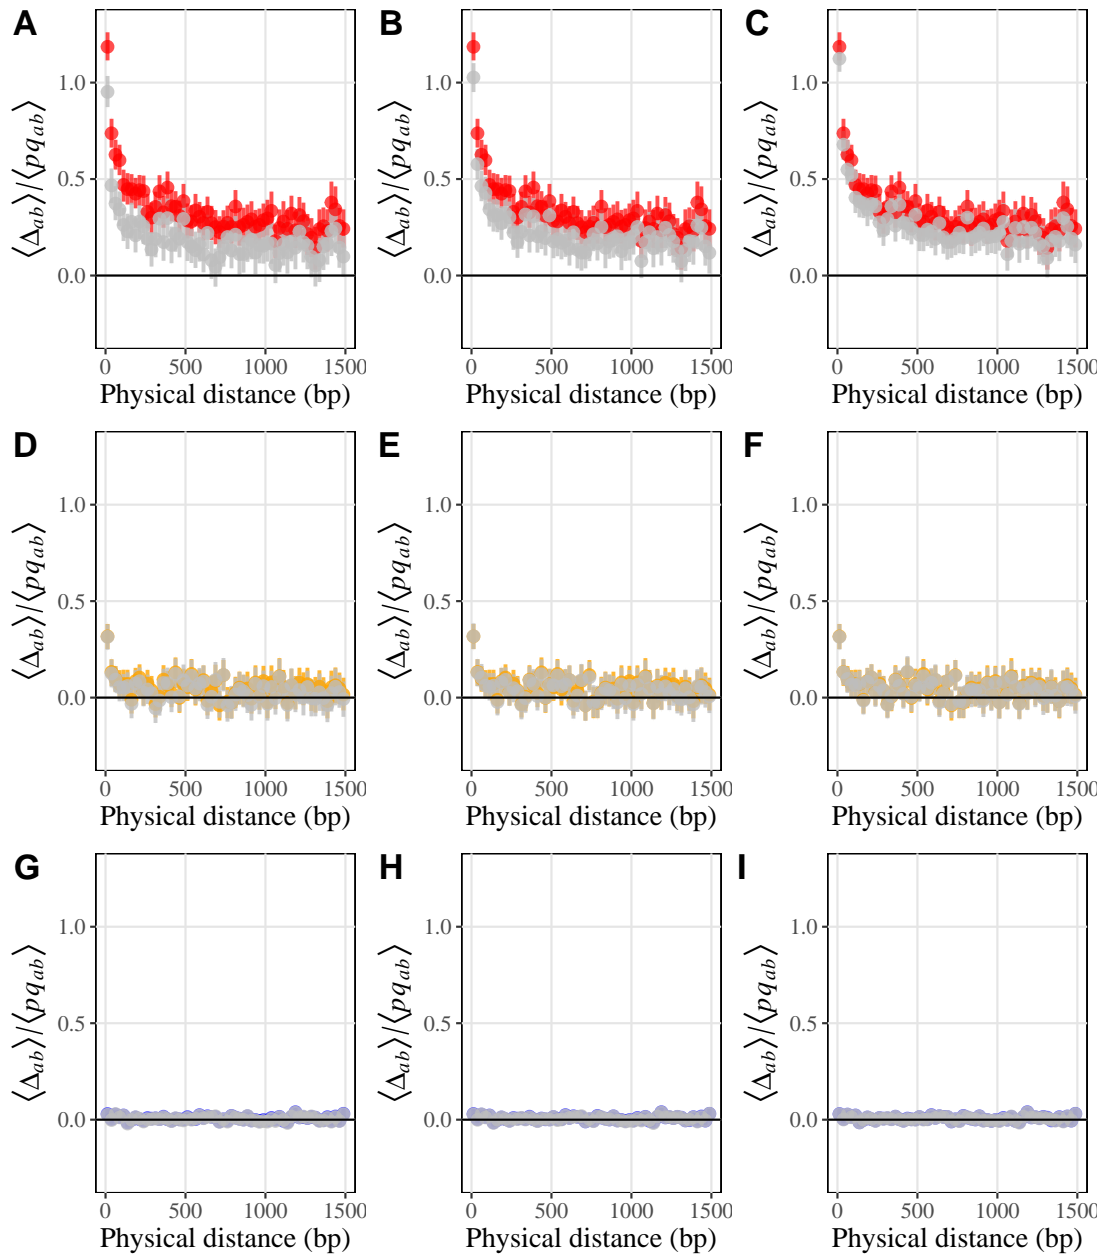 A B C
⟨Δab⟩/⟨pqab⟩ ⟨Δab⟩/⟨pqab⟩ ⟨Δab⟩/⟨pqab⟩
1.0 1.0 1.0
0.5 0.5 0.5
0.0 0.0 0.0
0 500 1000 1500 0 500 1000 1500 0 500 1000 1500
Physical distance (bp) Physical distance (bp) Physical distance (bp)
D E F
⟨Δab⟩/⟨pqab⟩ ⟨Δab⟩/⟨pqab⟩ ⟨Δab⟩/⟨pqab⟩
1.0 1.0 1.0
0.5 0.5 0.5
0.0 0.0 0.0
0 500 1000 1500 0 500 1000 1500 0 500 1000 1500
Physical distance (bp) Physical distance (bp) Physical distance (bp)
G H I
⟨Δab⟩/⟨pqab⟩ ⟨Δab⟩/⟨pqab⟩ ⟨Δab⟩/⟨pqab⟩
1.0 1.0 1.0
0.5 0.5 0.5
0.0 0.0 0.0
0 500 1000 1500 0 500 1000 1500 0 500 1000 1500
Physical distance (bp) Physical distance (bp) Physical distance (bp)